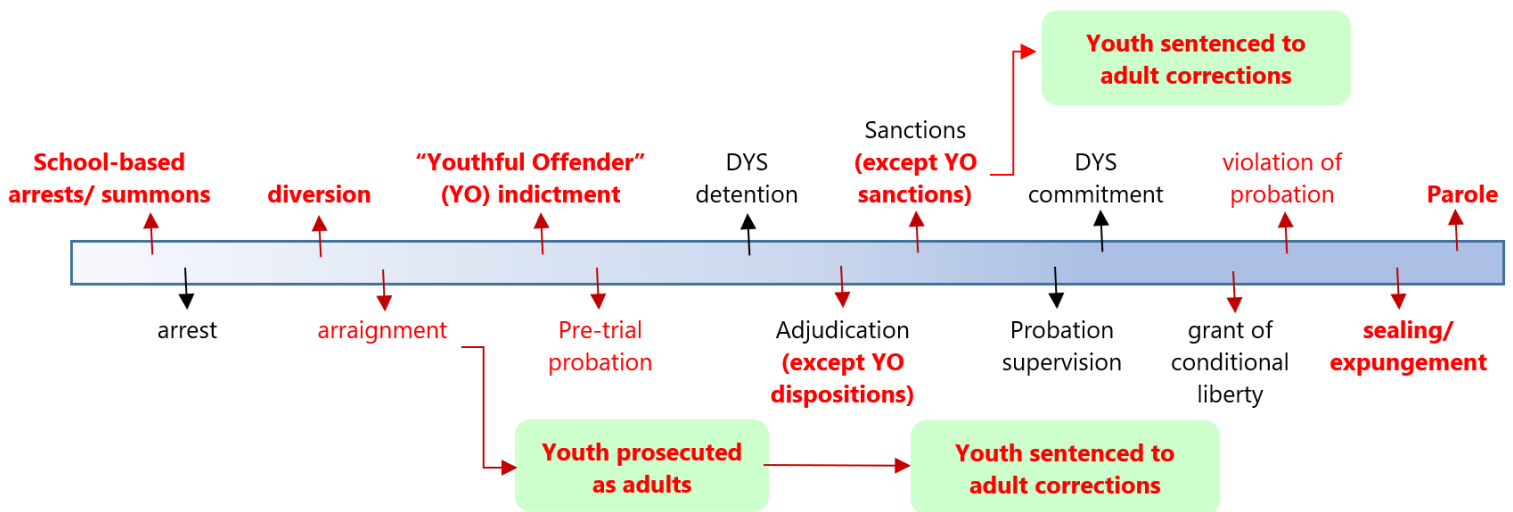 Youth sentenced to
adult corrections
School-based
arrests/ summons
diversion
“Youthful Offender”
(YO) indictment
DYS
detention
Sanctions
(except YO
sanctions)
DYS
commitment
violation of
probation
Parole
arrest
arraignment
Pre-trial
probation
Adjudication
(except YO
dispositions)
Probation
supervision
grant of
conditional
liberty
sealing/
expungement
Youth prosecuted
as adults
Youth sentenced to
adult corrections